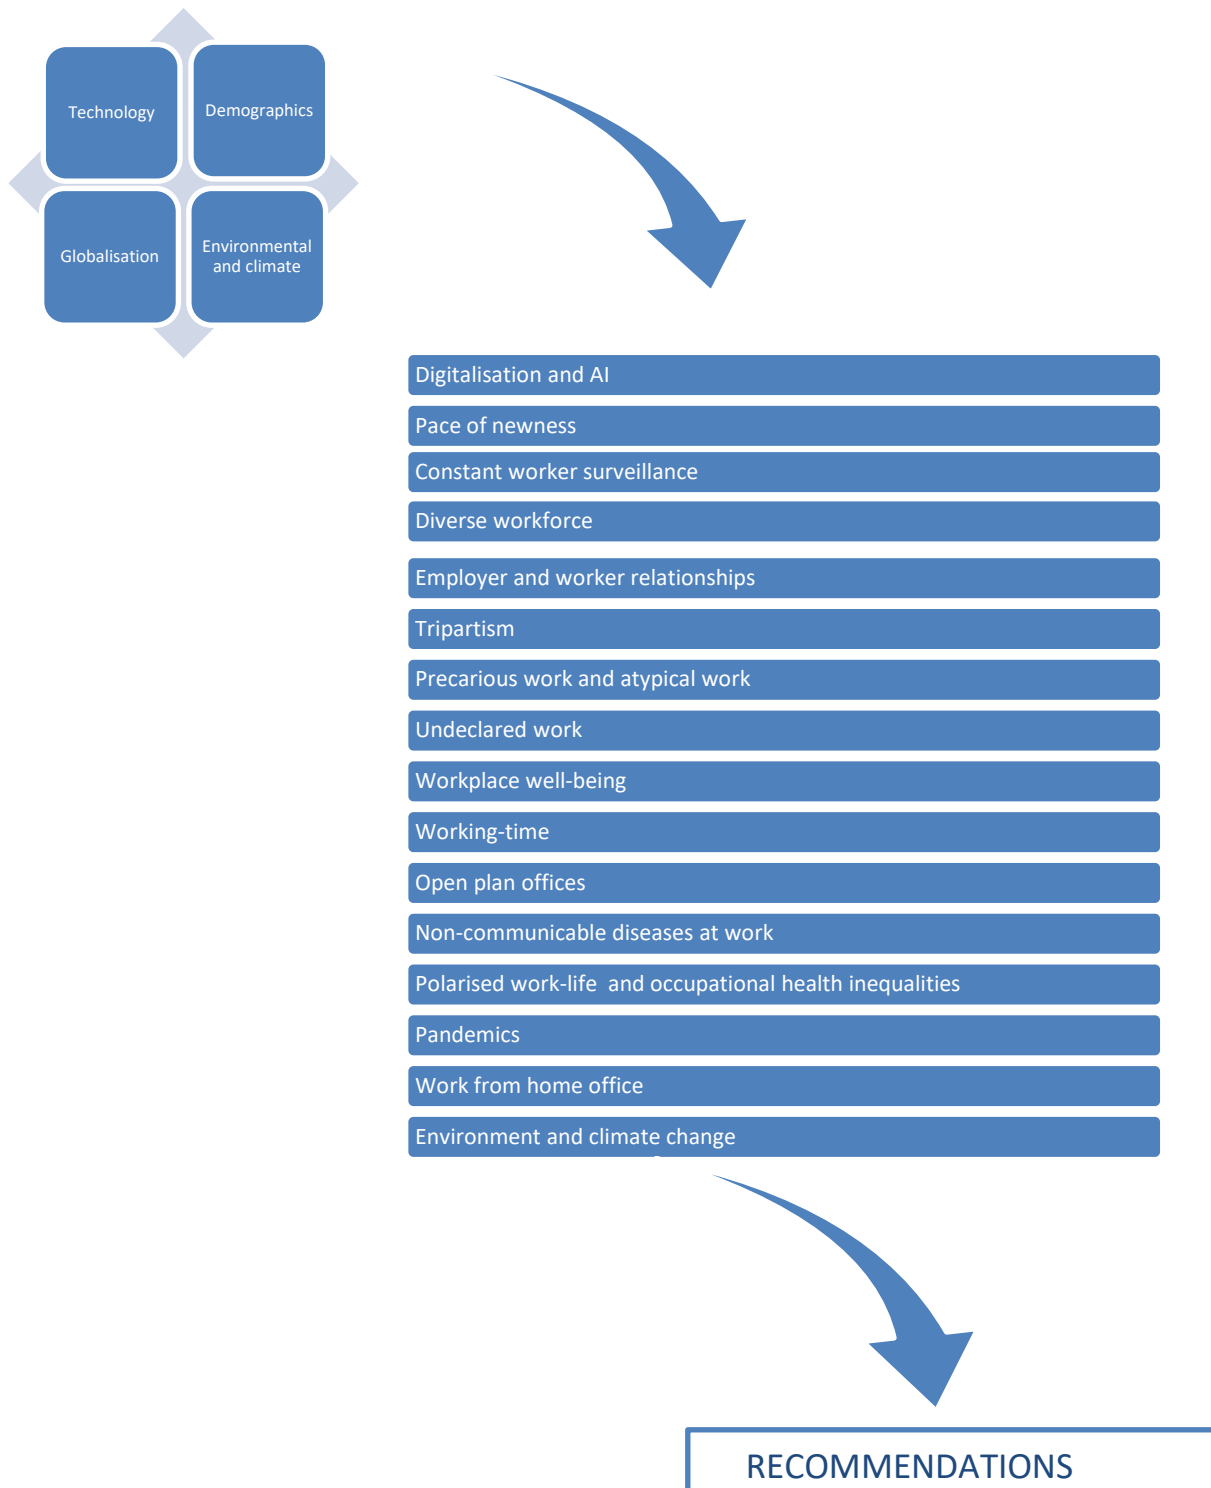 Technology
Demographics
Globalisation
Environmental
and climate
Digitalisation and AI
Pace of newness
Constant worker surveillance
Diverse workforce
Employer and worker relationships
Tripartism
Precarious work and atypical work
Undeclared work
Workplace well-being
Working-time
Open plan offices
Non-communicable diseases at work
Polarised work-life  and occupational health inequalities
Pandemics
Work from home office
Environment and climate change
RECOMMENDATIONS